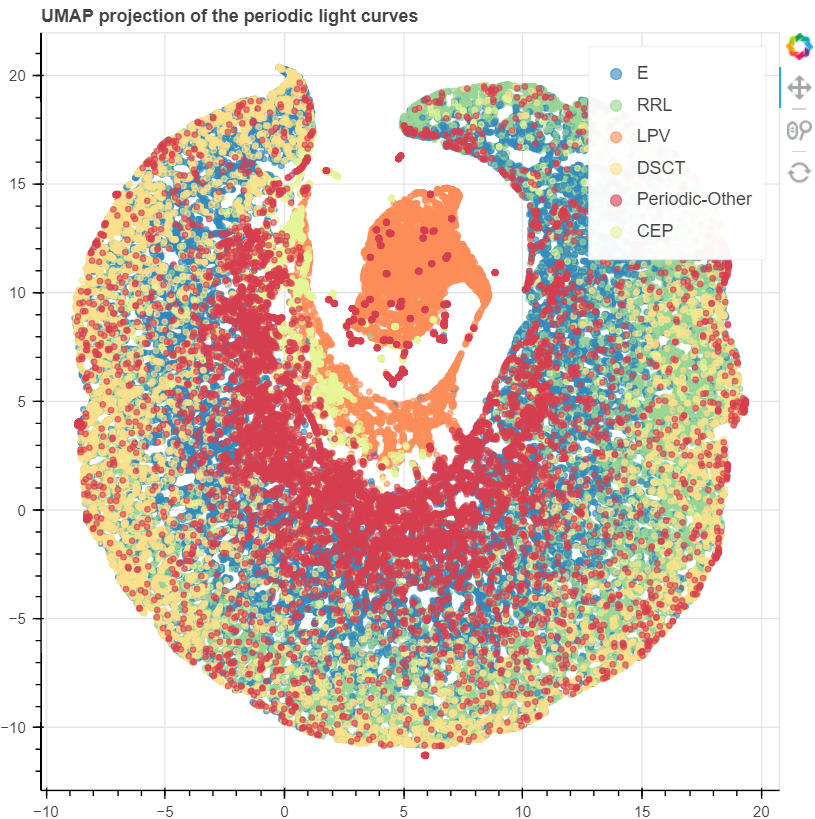 UMAP projection of the periodic light curves
E
RRL
LPV
DSCT
Periodic-Other
CEP
20
15
10
5
0
−5
−10
−10 −5 0 5 10 15 20